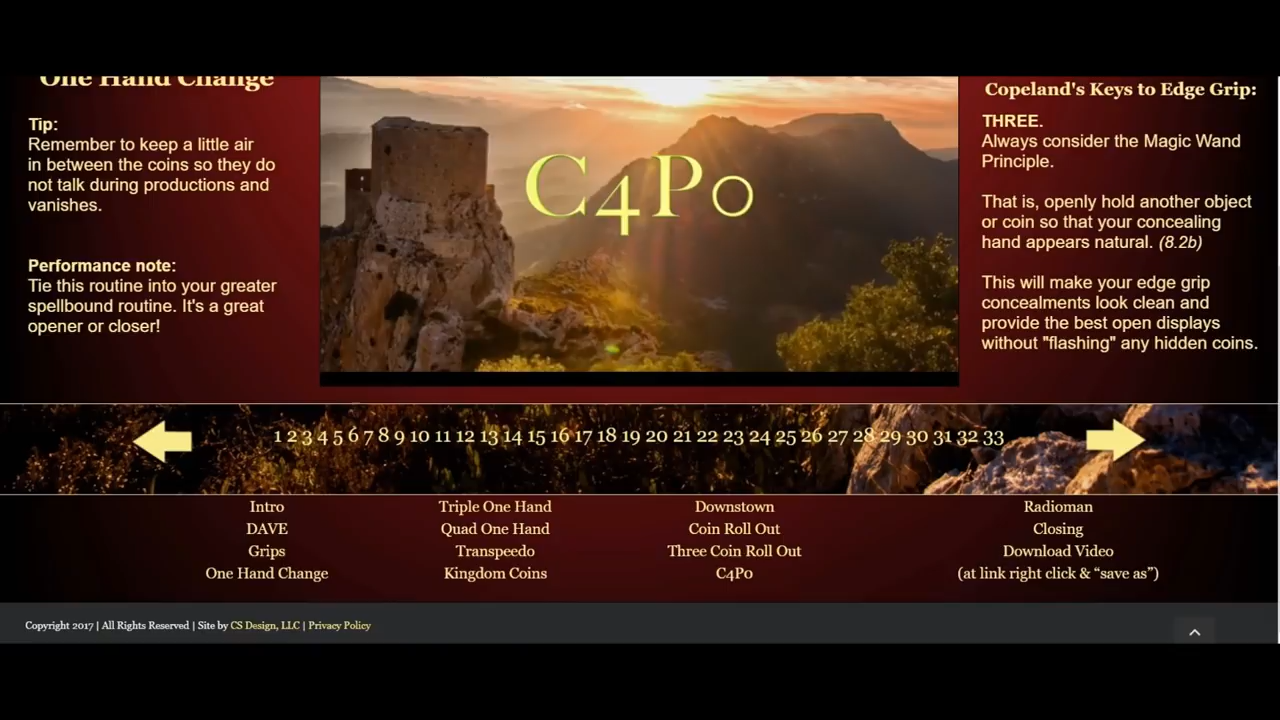 One Hand Change
Tip:
Remember to keep a little air
in between the coins so they do
not talk during productions and
vanishes.
Performance note:
Tie this routine into your greater
spellbound routine. It's a great
opener or closer!
C4P0
Copeland's Keys to Edge Grip:
THREE.
Always consider the Magic Wand
Principle.
That is, openly hold another object
or coin so that your concealing
hand appears natural. (8.2b)
This will make your edge grip
concealments look clean and
provide the best open displays
without "flashing" any hidden coins.
1 2 3 4 5 6 7 8 9 10 11 12 13 14 15 16 17 18 19 20 21 22 23 24 25 26 27 28 29 30 31 32 33
Intro
DAVE
Grips
One Hand Change
Triple One Hand
Quad One Hand
Transpeedo
Kingdom Coins
Downstown
Coin Roll Out
Three Coin Roll Out
C4P0
Radioman
Closing
Download Video
(at link right click & “save as”)
Copyright 2017 | All Rights Reserved | Site by CS Design, LLC | Privacy Policy